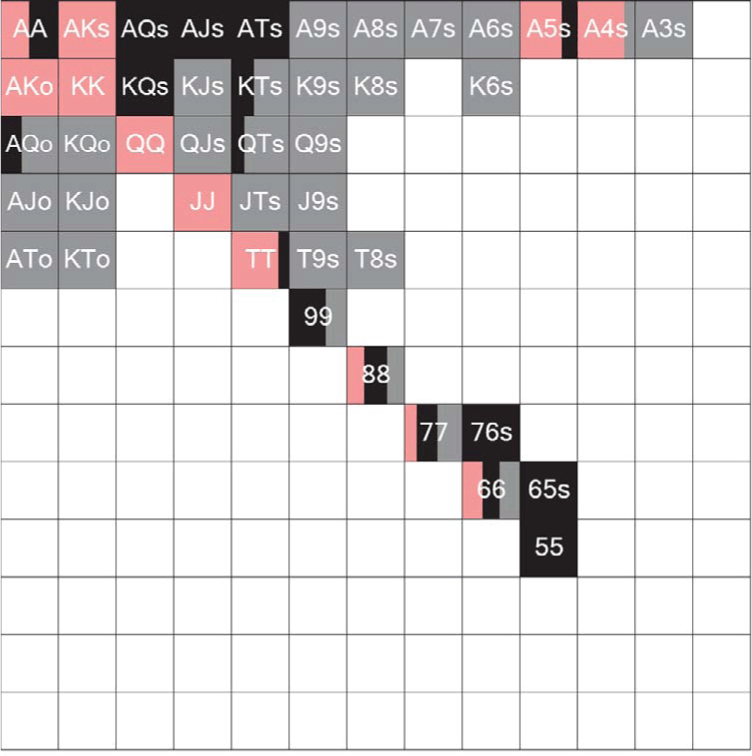 AA AKs AQs AJs ATs A9s A8s A7s A6s A5s A4s A3s
AKo KK KQs KJs KTs K9s K8s K6s
AQo KQo QQ QJs QTs Q9s
AJo KJo JJ JTs J9s
ATo KTo TT T9s T8s
99
88
77 76s
66 65s
55